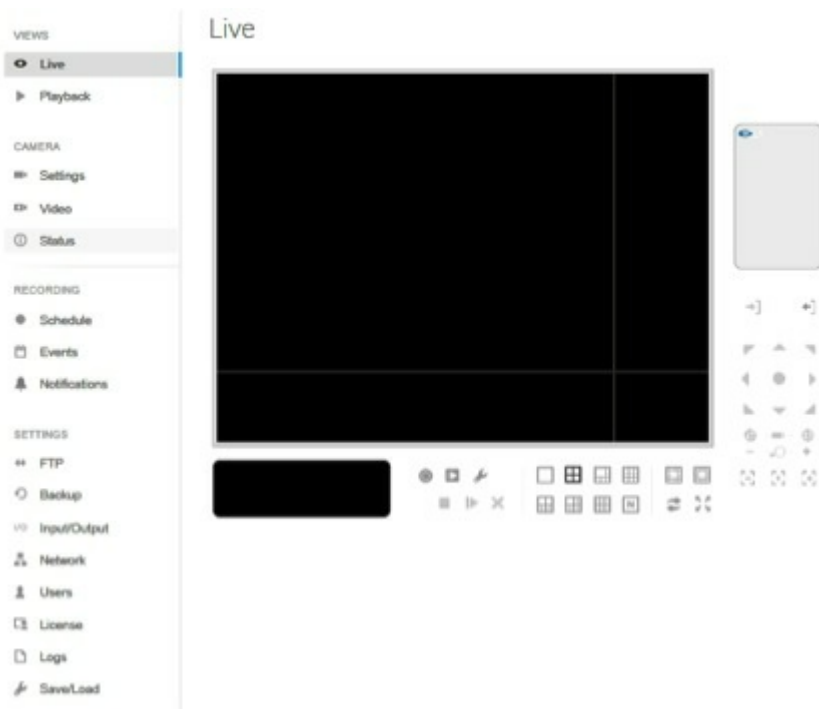 Live
VIEWS
Live
Playback
CAMERA
Settings
Video
Status
RECORDING
Schedule
Events
Notifications
SETTINGS
FTP
Backup
I/O Input/Output
Network
Users
License
Logs
Save/Load
N